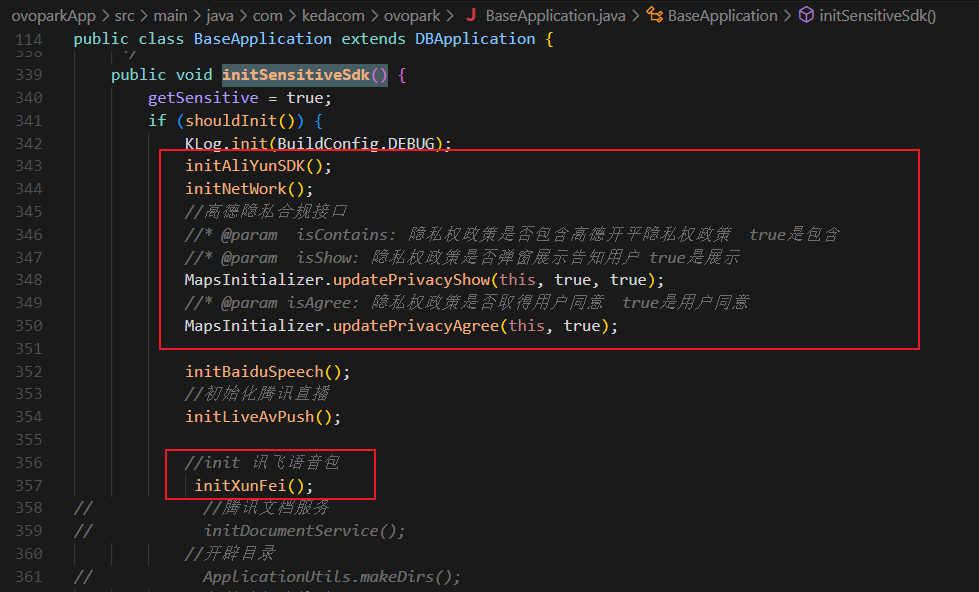 ovoparkApp > src > main > java > com > kedacom > ovopark > J BaseApplication.java > BaseApplication > initSensitiveSdk()
114 public class BaseApplication extends DBApplication {
338 */
339 public void initSensitiveSdk() {
340 getSensitive = true;
341 if (shouldInit()) {
342 KLog.init(BuildConfig.DEBUG);
343 initAliYunSDK();
344 initNetWork();
345 //高德隐私合规接口
346 //* @param  isContains: 隐私权政策是否包含高德开平隐私权政策  true是包含
347 //* @param  isShow: 隐私权政策是否弹窗展示告知用户 true是展示
348 MapsInitializer.updatePrivacyShow(this, true, true);
349 //* @param isAgree: 隐私权政策是否取得用户同意  true是用户同意
350 MapsInitializer.updatePrivacyAgree(this, true);
351
352 initBaiduSpeech();
353 //初始化腾讯直播
354 initLiveAvPush();
355
356 //init 讯飞语音包
357 initXunFei();
358 // //腾讯文档服务
359 // initDocumentService();
360 //开辟目录
361 // ApplicationUtils.makeDirs();